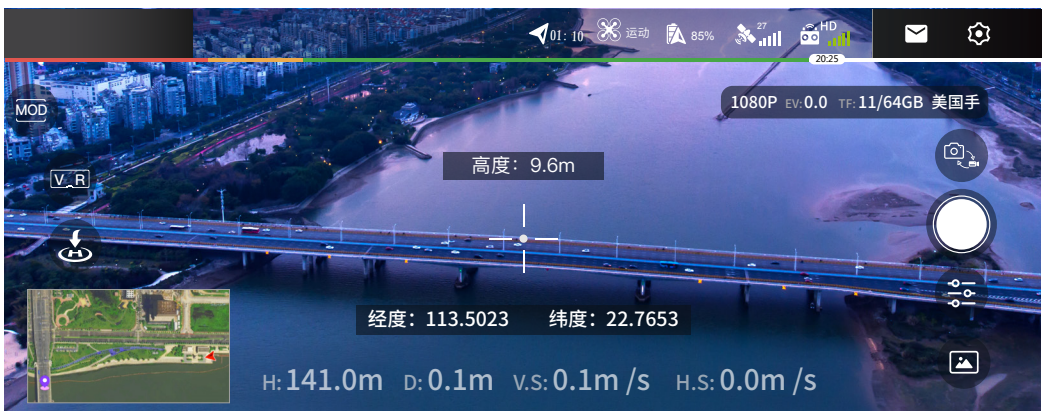 01: 10 运动 85% 27 HD
20:25
MOD
1080P EV:0.0 TF:11/64GB 美国手
高度：9.6m
V_R
H
经度：113.5023 纬度：22.7653
H:141.0m D:0.1m V.S:0.1m /s H.S:0.0m /s